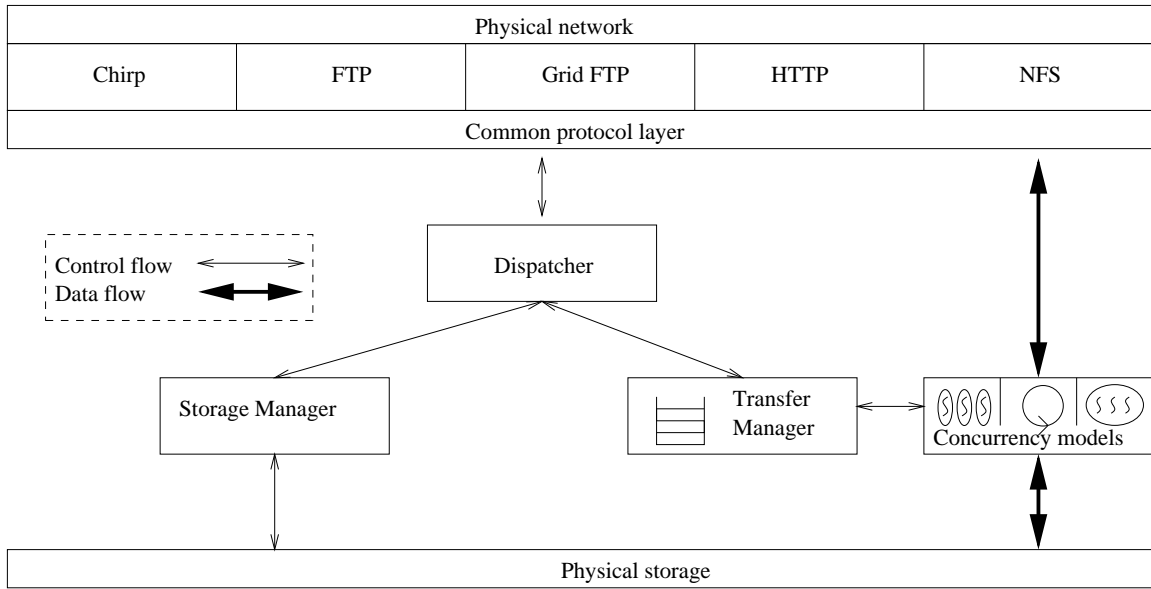 Physical network
Chirp
FTP
Grid FTP
HTTP
NFS
Common protocol layer
Control flow
Data flow
Dispatcher
Storage Manager
Transfer
Manager
Concurrency models
Physical storage